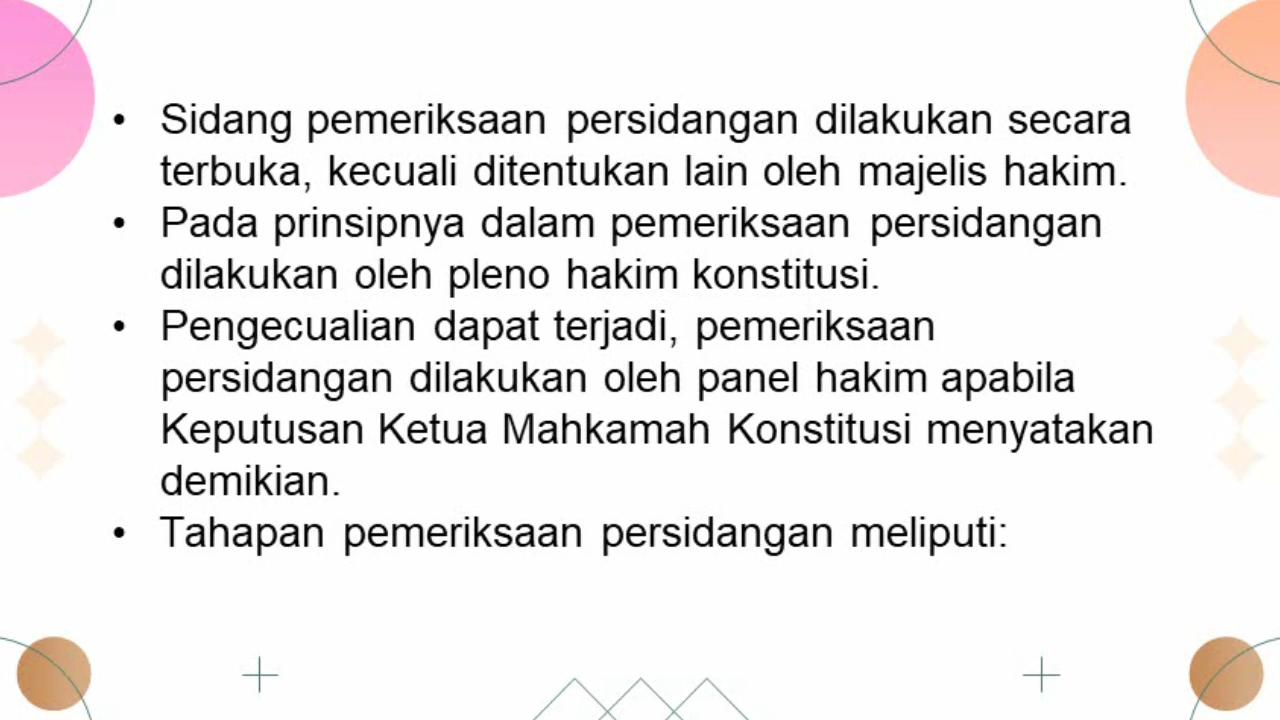 • Sidang pemeriksaan persidangan dilakukan secara
terbuka, kecuali ditentukan lain oleh majelis hakim.
• Pada prinsipnya dalam pemeriksaan persidangan
dilakukan oleh pleno hakim konstitusi.
• Pengecualian dapat terjadi, pemeriksaan
persidangan dilakukan oleh panel hakim apabila
Keputusan Ketua Mahkamah Konstitusi menyatakan
demikian.
• Tahapan pemeriksaan persidangan meliputi: